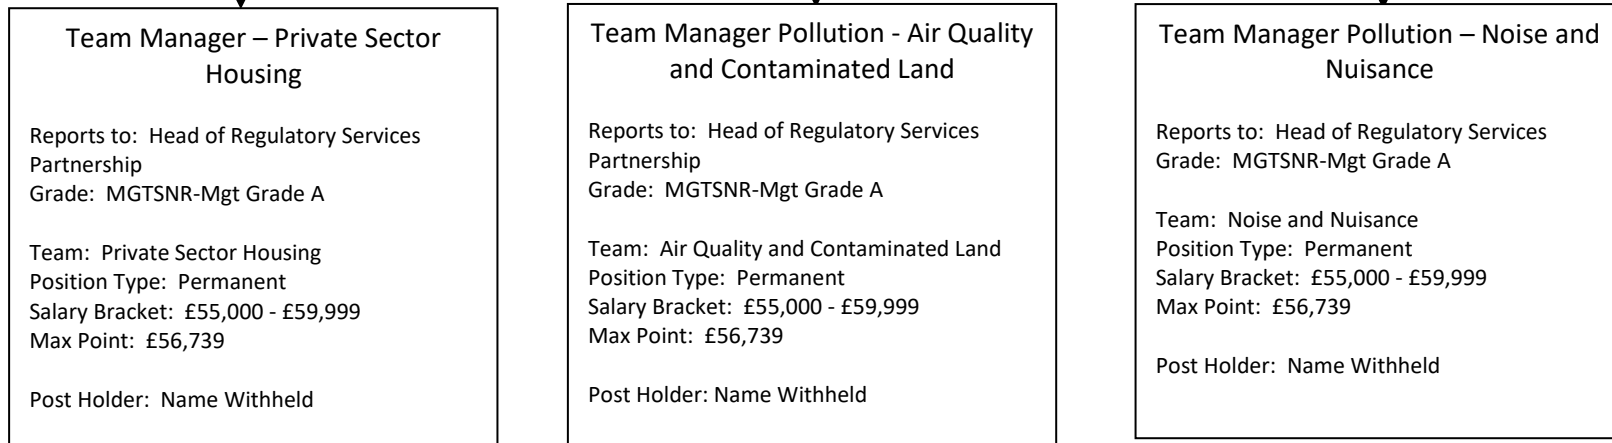 Team Manager – Private Sector
Housing
Reports to: Head of Regulatory Services
Partnership
Grade: MGTSNR-Mgt Grade A
Team: Private Sector Housing
Position Type: Permanent
Salary Bracket: £55,000 - £59,999
Max Point: £56,739
Post Holder: Name Withheld
Team Manager Pollution - Air Quality
and Contaminated Land
Reports to: Head of Regulatory Services
Partnership
Grade: MGTSNR-Mgt Grade A
Team: Air Quality and Contaminated Land
Position Type: Permanent
Salary Bracket: £55,000 - £59,999
Max Point: £56,739
Post Holder: Name Withheld
Team Manager Pollution – Noise and
Nuisance
Reports to: Head of Regulatory Services
Grade: MGTSNR-Mgt Grade A
Team: Noise and Nuisance
Position Type: Permanent
Salary Bracket: £55,000 - £59,999
Max Point: £56,739
Post Holder: Name Withheld